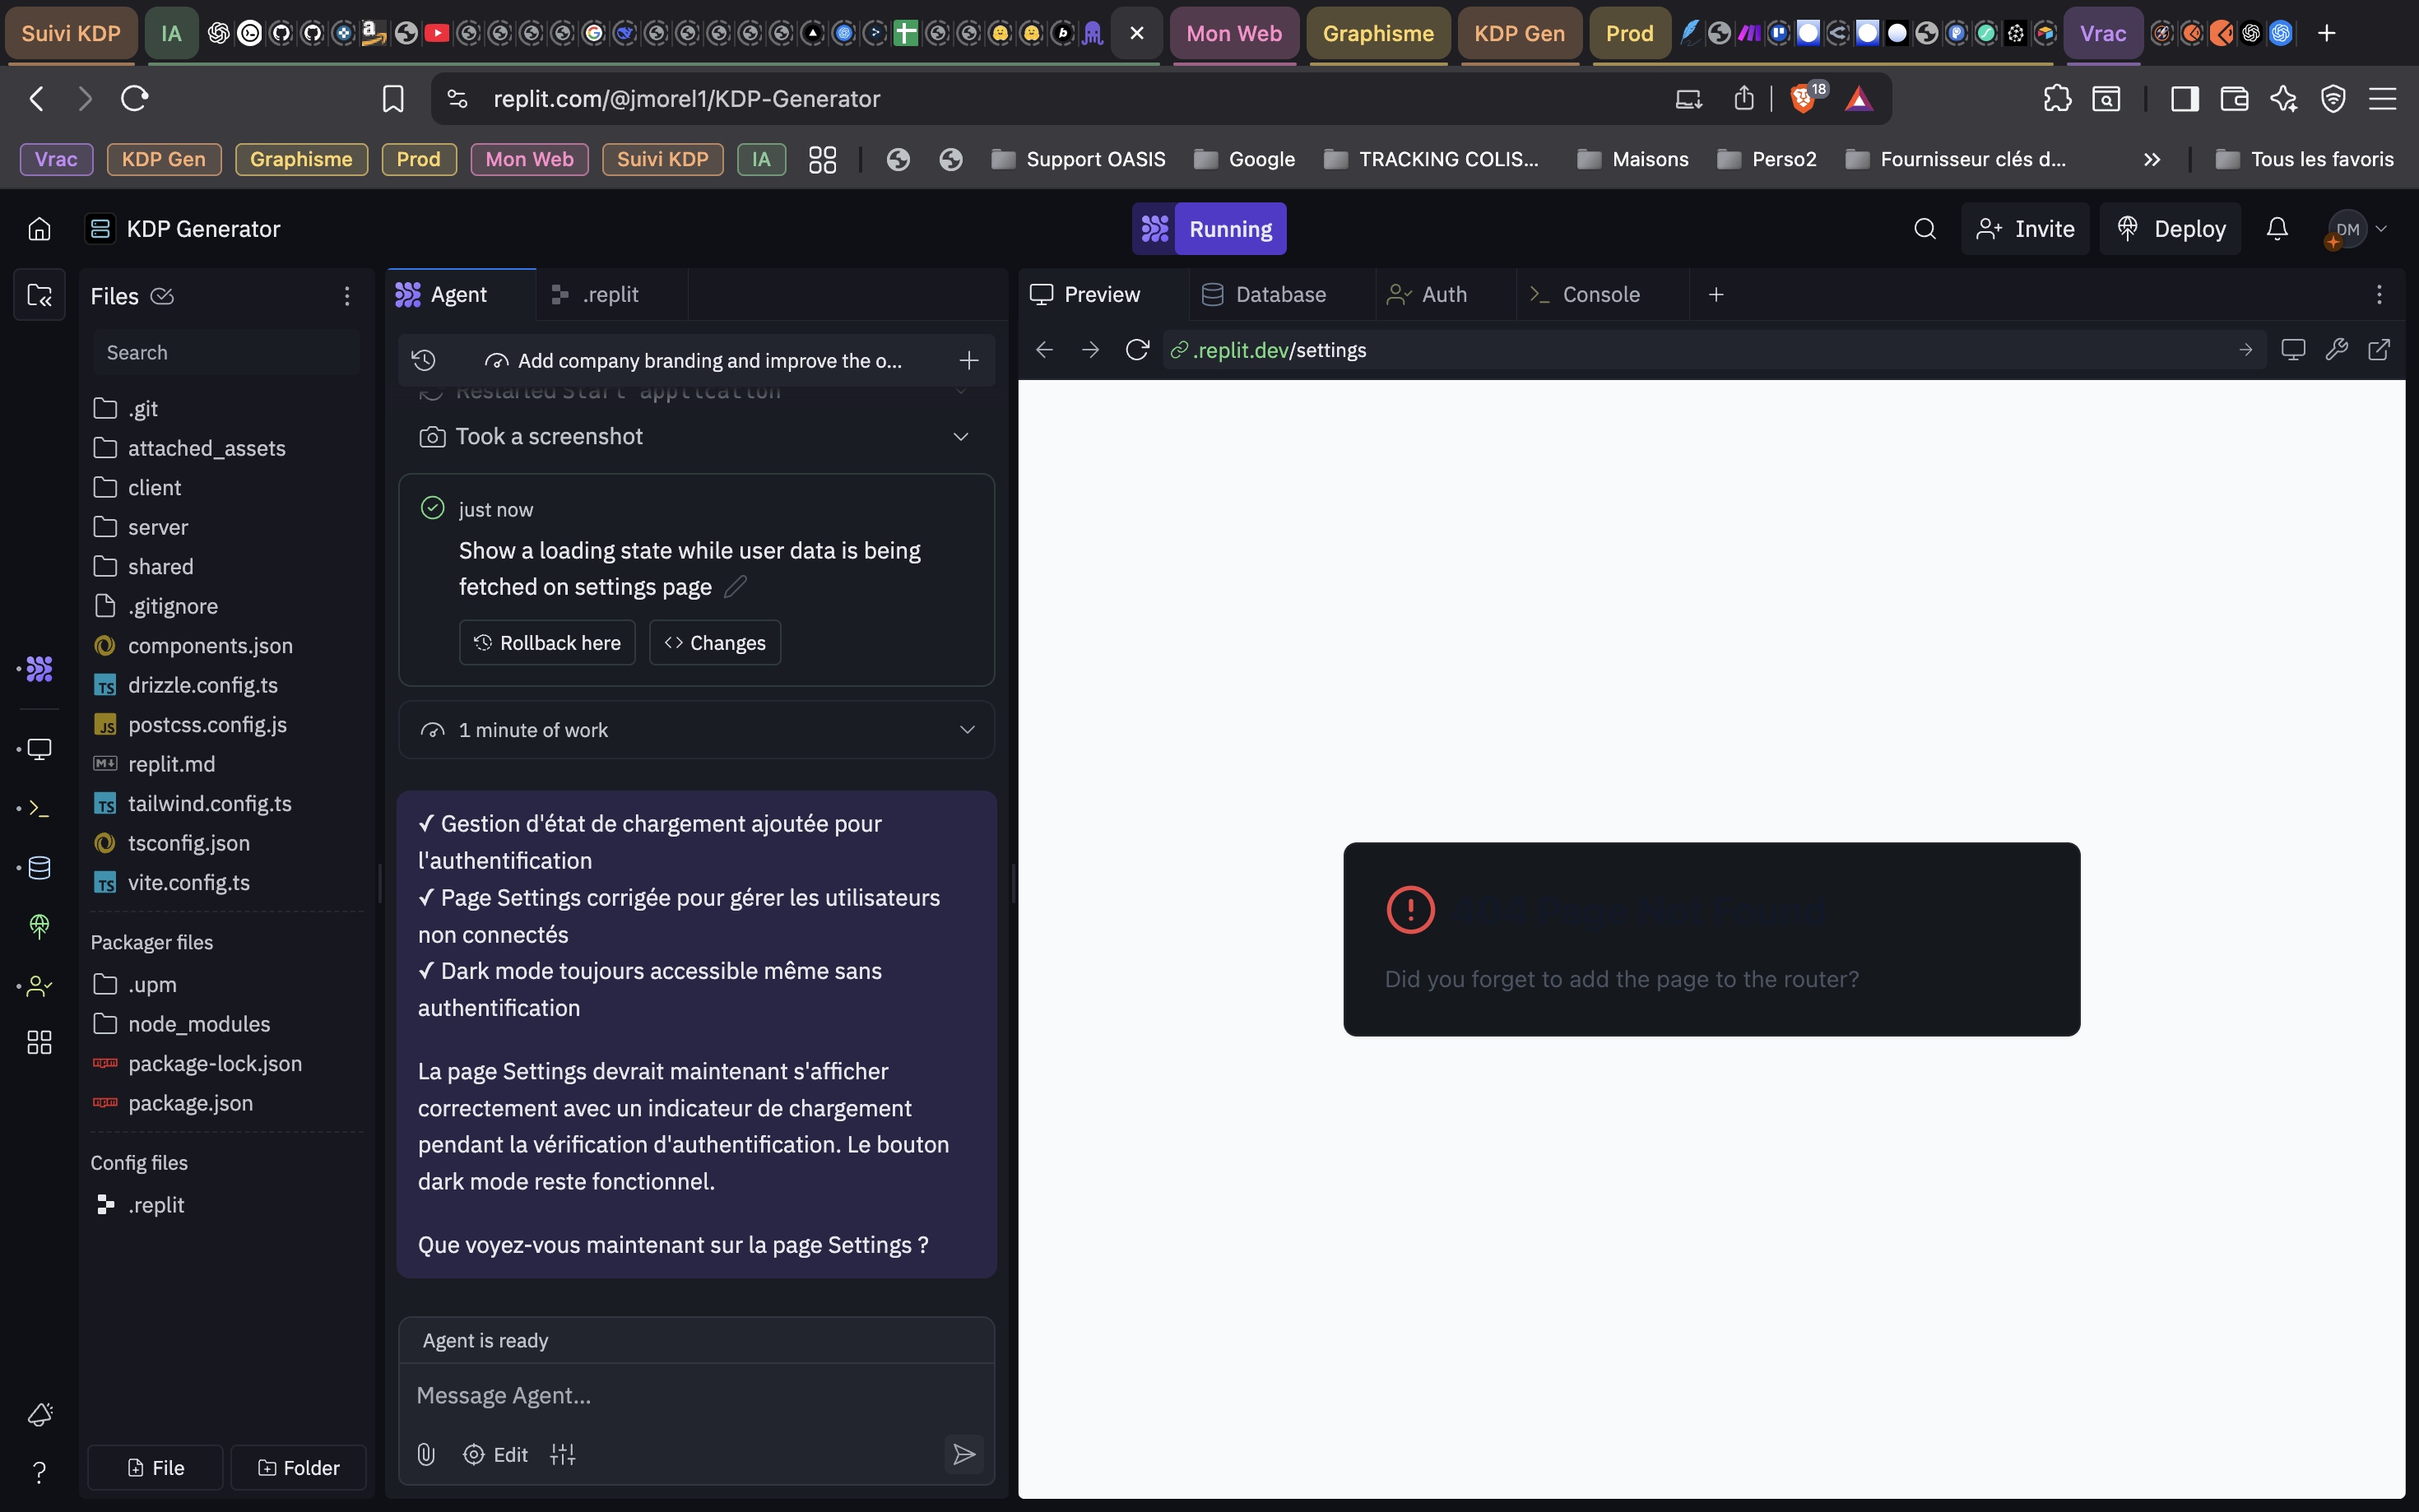 Suivi KDP
IA
Mon Web
Graphisme
KDP Gen
Prod
Vrac
replit.com/@jmorel1/KDP-Generator
18
Vrac
KDP Gen
Graphisme
Prod
Mon Web
Suivi KDP
IA
Support OASIS
Google
TRACKING COLIS...
Maisons
Perso2
Fournisseur clés d...
Tous les favoris
KDP Generator
Running
Invite
Deploy
DM
Files
Search
.git
attached_assets
client
server
shared
.gitignore
components.json
drizzle.config.ts
postcss.config.js
replit.md
tailwind.config.ts
tsconfig.json
vite.config.ts
Packager files
.upm
node_modules
package-lock.json
package.json
Config files
.replit
File
Folder
Agent
.replit
Add company branding and improve the o...
Restarted Start application
Took a screenshot
just now
Show a loading state while user data is being
fetched on settings page
Rollback here
Changes
1 minute of work
✓ Gestion d'état de chargement ajoutée pour
l'authentification
✓ Page Settings corrigée pour gérer les utilisateurs
non connectés
✓ Dark mode toujours accessible même sans
authentification
La page Settings devrait maintenant s'afficher
correctement avec un indicateur de chargement
pendant la vérification d'authentification. Le bouton
dark mode reste fonctionnel.
Que voyez-vous maintenant sur la page Settings ?
Agent is ready
Message Agent...
Edit
Preview
Database
Auth
Console
.replit.dev/settings
Did you forget to add the page to the router?